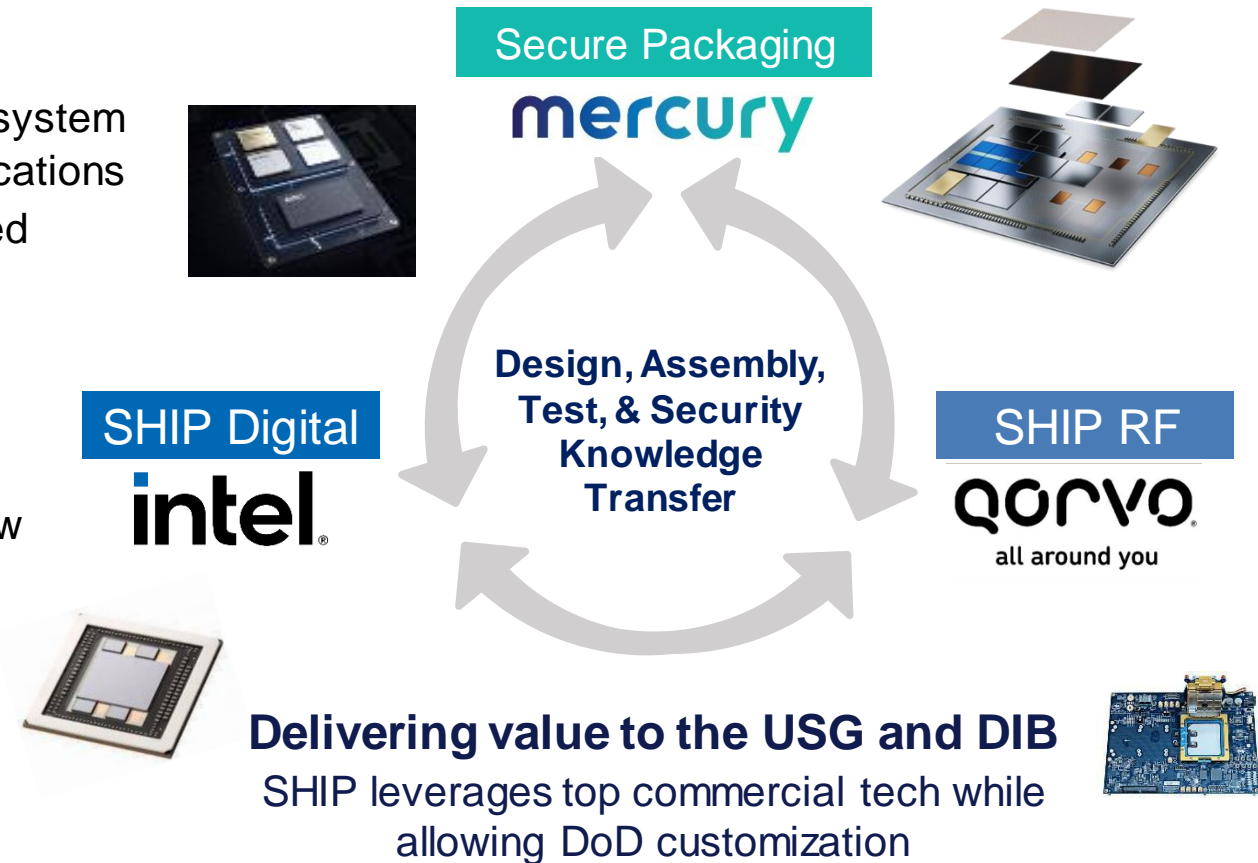 Secure Packaging
mercury
system
cations
ed
Design, Assembly,
Test, & Security
Knowledge
Transfer
SHIP Digital
intel®
w
SHIP RF
QORVO®
all around you
Delivering value to the USG and DIB
SHIP leverages top commercial tech while
allowing DoD customization